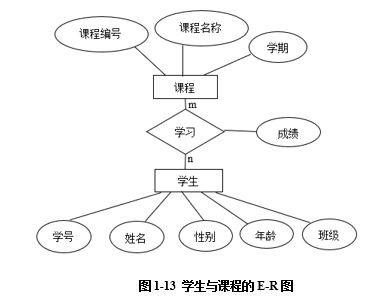 课程编号
课程名称
学期
课程
m
学习
成绩
n
学生
学号
姓名
性别
年龄
班级
图1-13 学生与课程的E-R图